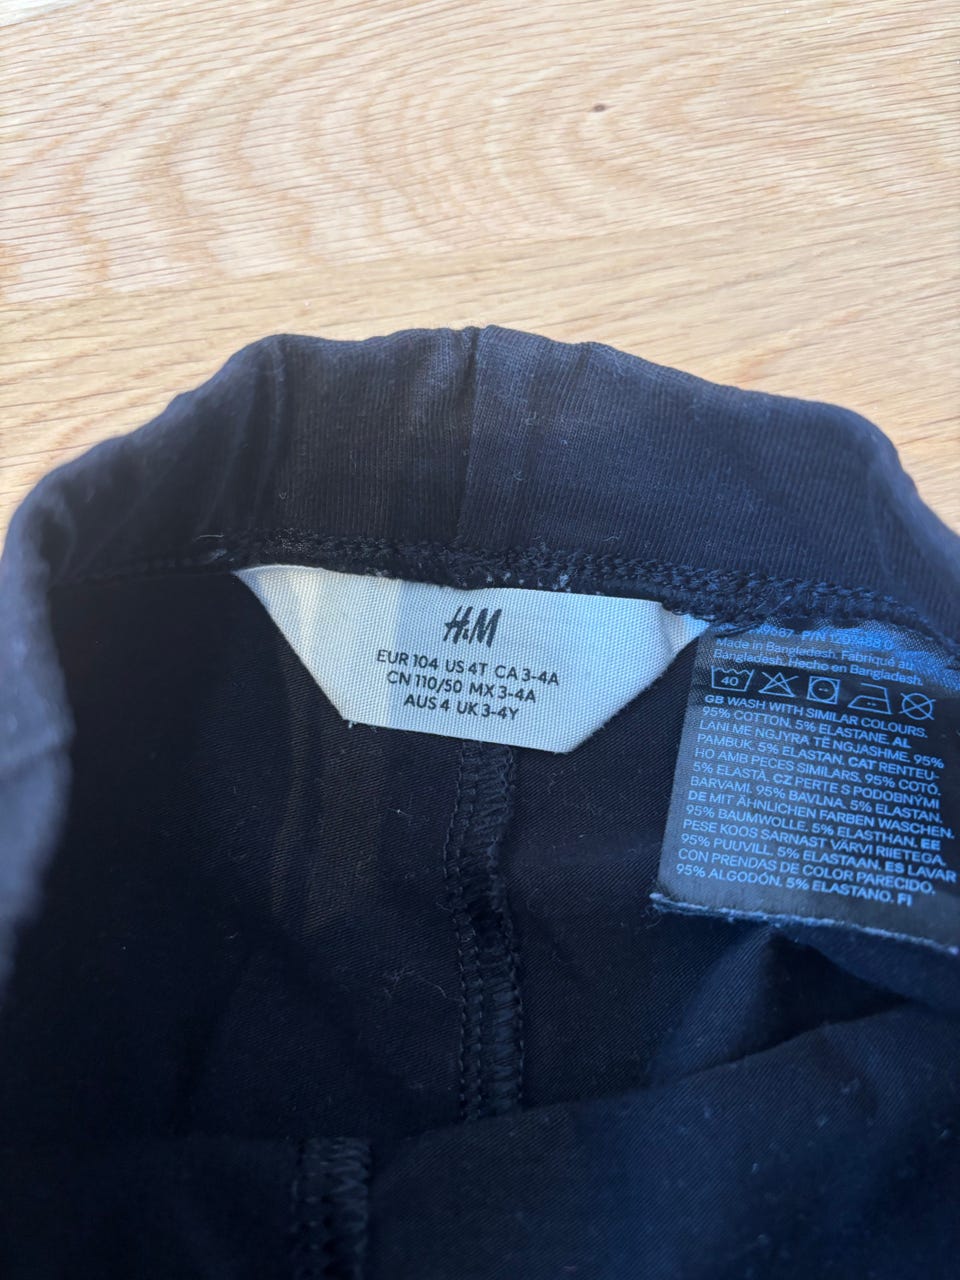 H&M
EUR 104 US 4T CA 3-4A
CN 110/50 MX 3-4A
AUS 4 UK 3-4Y
P/N
Made in Bangladesh. Fabriqué au
Bangladesh. Hecho en Bangladesh.
40
GB WASH WITH SIMILAR COLOURS.
95% COTTON. 5% ELASTANE. AL
LANI ME NGJYRA TË NGJASHME. 95%
PAMBUK. 5% ELASTAN. CAT RENTEU-
HO AMB PECES SIMILARS. 95% COTÓ.
5% ELASTÀ. CZ PERTE S PODOBNÝMI
BARVAMI. 95% BAVLNA. 5% ELASTAN.
DE MIT ÄHNLICHEN FARBEN WASCHEN.
95% BAUMWOLLE. 5% ELASTHAN. EE
PESE KOOS SARNAST VÄRVI RIIETEGA.
95% PUUVILL. 5% ELASTAAN. ES LAVAR
CON PRENDAS DE COLOR PARECIDO.
95% ALGODÓN. 5% ELASTANO. FI